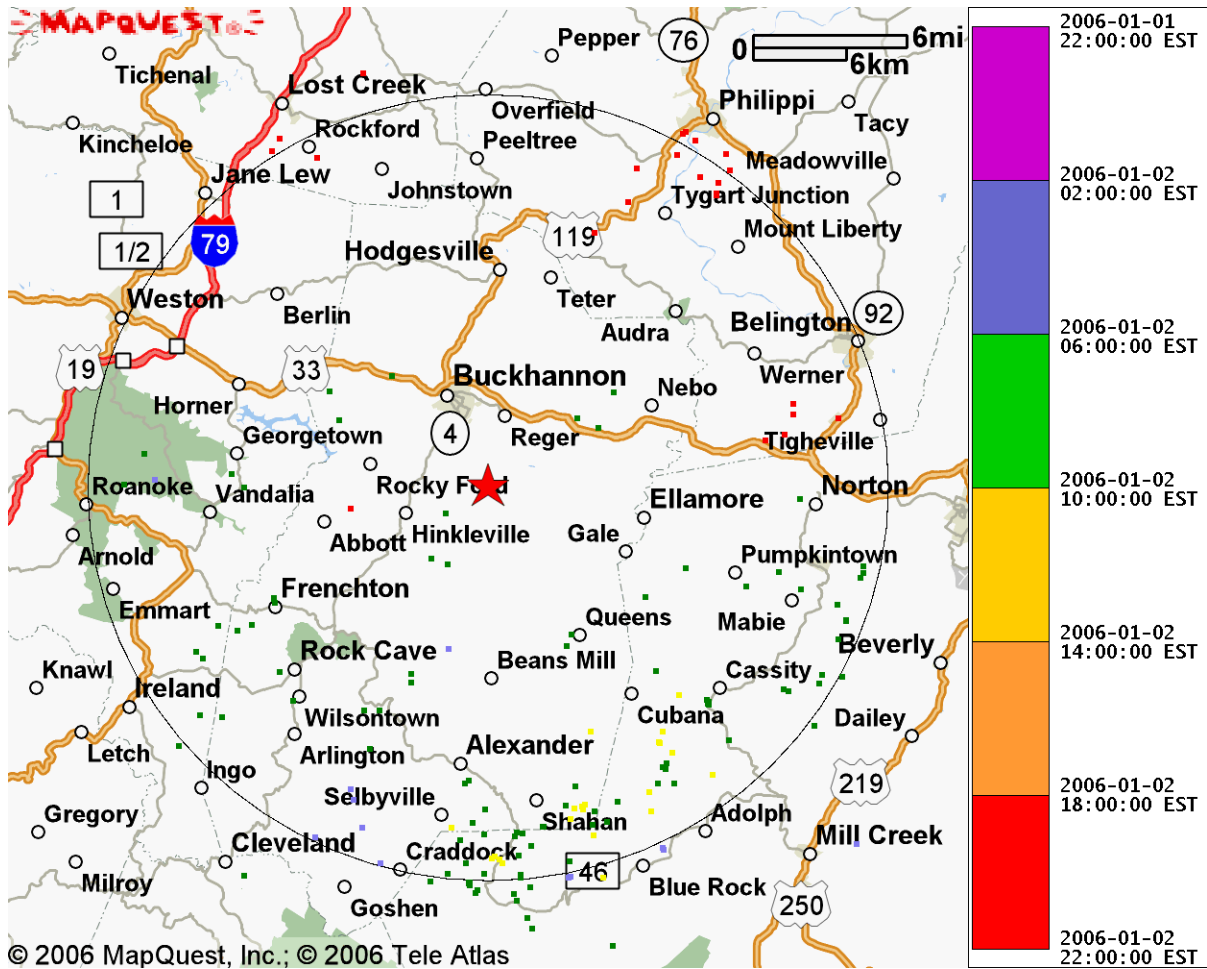 MAPQUEST
Pepper
76
0
6mi
6km
Tichenal
Lost Creek
Overfield
Philippi
Tacy
Kincheloe
Rockford
Peeltree
Meadowville
Jane Lew
Johnstown
Tygart Junction
1
1/2
79
119
Mount Liberty
Hodgesville
Weston
Berlin
Teter
Audra
Belington
92
19
33
Buckhannon
Nebo
Werner
Horner
Georgetown
4
Reger
Tigheville
Roanoke
Vandalia
Rocky Ford
Ellamore
Norton
Arnold
Abbott
Hinkleville
Gale
Pumpkintown
Emmart
Frenchton
Queens
Mabie
Beverly
Knawl
Rock Cave
Beans Mill
Cassity
Ireland
Wilsontown
Cubana
Dailey
Letch
Arlington
Alexander
Ingo
219
Gregory
Selbyville
Shahan
Adolph
Mill Creek
Cleveland
Craddock
46
Milroy
Blue Rock
Goshen
250
© 2006 MapQuest, Inc.; © 2006 Tele Atlas
2006-01-01
22:00:00 EST
2006-01-02
02:00:00 EST
2006-01-02
06:00:00 EST
2006-01-02
10:00:00 EST
2006-01-02
14:00:00 EST
2006-01-02
18:00:00 EST
2006-01-02
22:00:00 EST